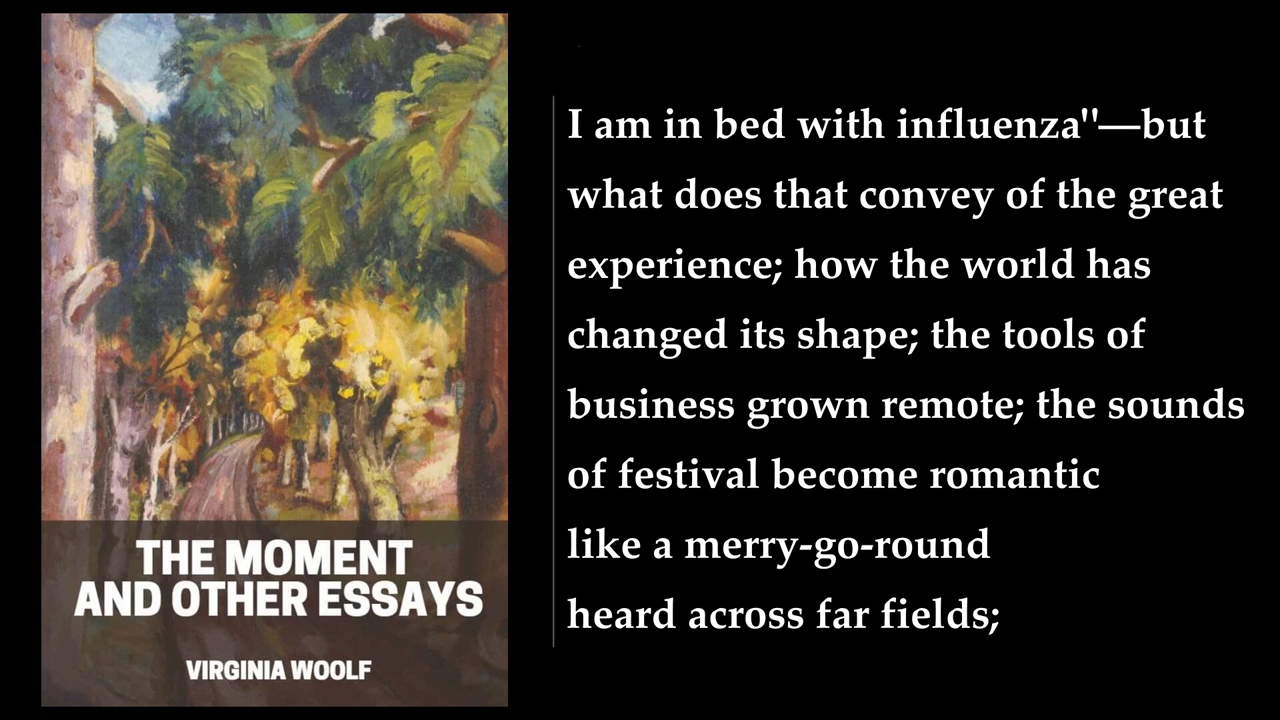 THE MOMENT
AND OTHER ESSAYS
VIRGINIA WOOLF
I am in bed with influenza"—but
what does that convey of the great
experience; how the world has
changed its shape; the tools of
business grown remote; the sounds
of festival become romantic
like a merry-go-round
heard across far fields;